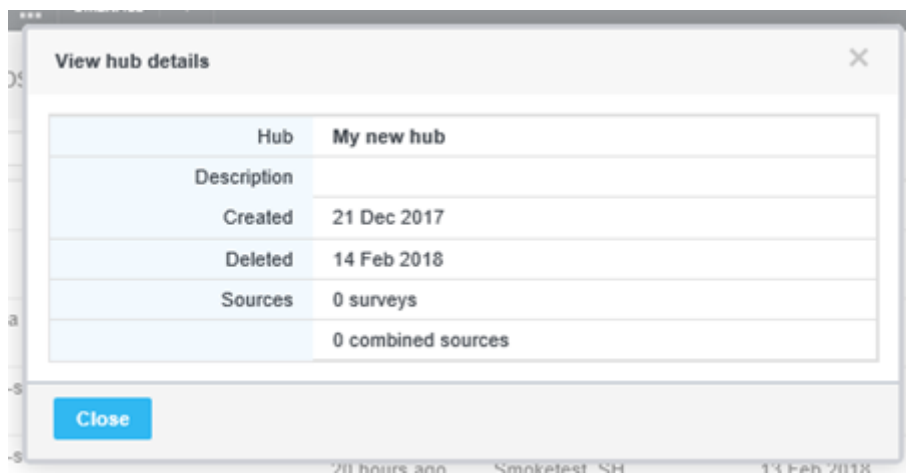 View hub details
Hub My new hub
Description
Created 21 Dec 2017
Deleted 14 Feb 2018
Sources 0 surveys
0 combined sources
Close
20 hours ago Smoketest_SH 13 Feb 2018